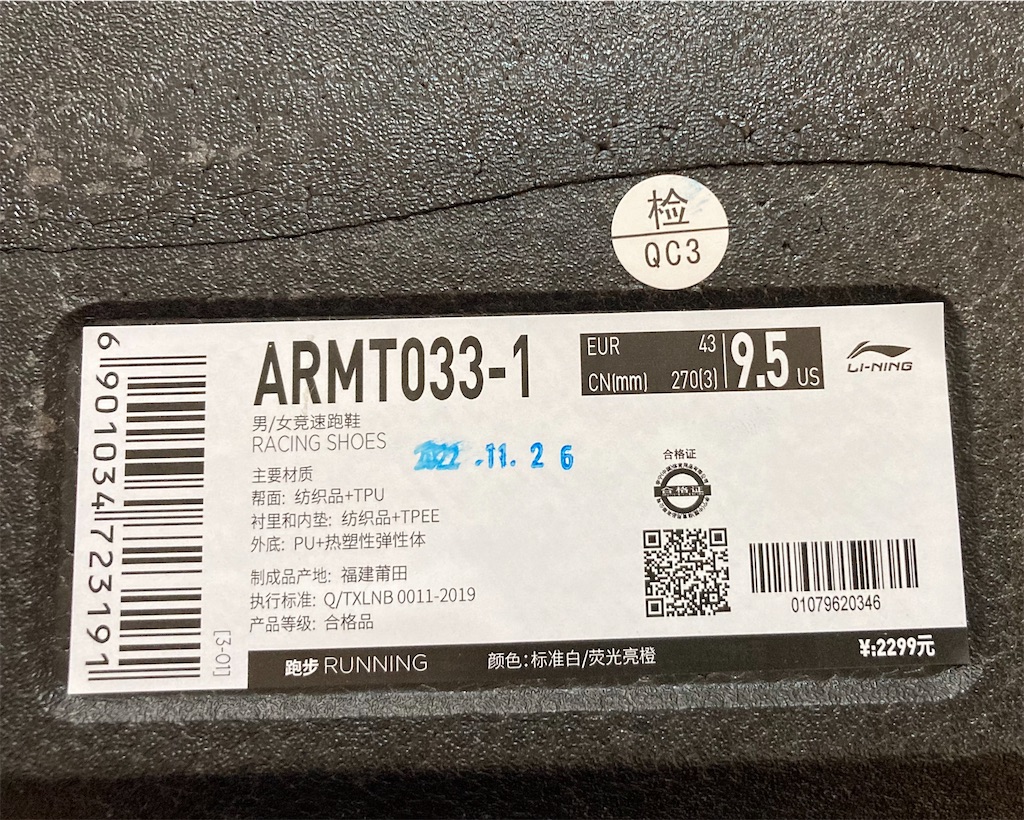 检
QC3
6 901034 723191
[3-01]
ARMT033-1
男/女竞速跑鞋
RACING SHOES
EUR 43
CN(mm) 270(3)
9.5 US
LI-NING
2022.11.26
主要材质
帮面: 纺织品+TPU
衬里和内垫: 纺织品+TPEE
外底: PU+热塑性弹性体
制成品产地: 福建莆田
执行标准: Q/TXLNB 0011-2019
产品等级: 合格品
合格证
合格证
01079620346
跑步 RUNNING
颜色:标准白/荧光亮橙
¥:2299元